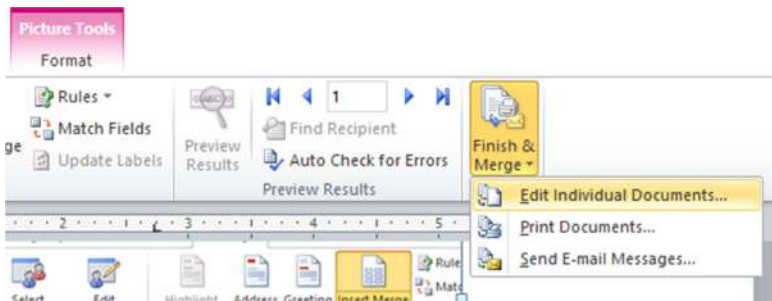 Picture Tools
Format
Rules
Match Fields
ge
Update Labels
Preview
Results
1
Find Recipient
Auto Check for Errors
Preview Results
Finish &
Merge
Edit Individual Documents...
Print Documents...
Send E-mail Messages...
2 3 4 5
Select Edit Highlight Address Greeting Insert Merge
Rule
Matc